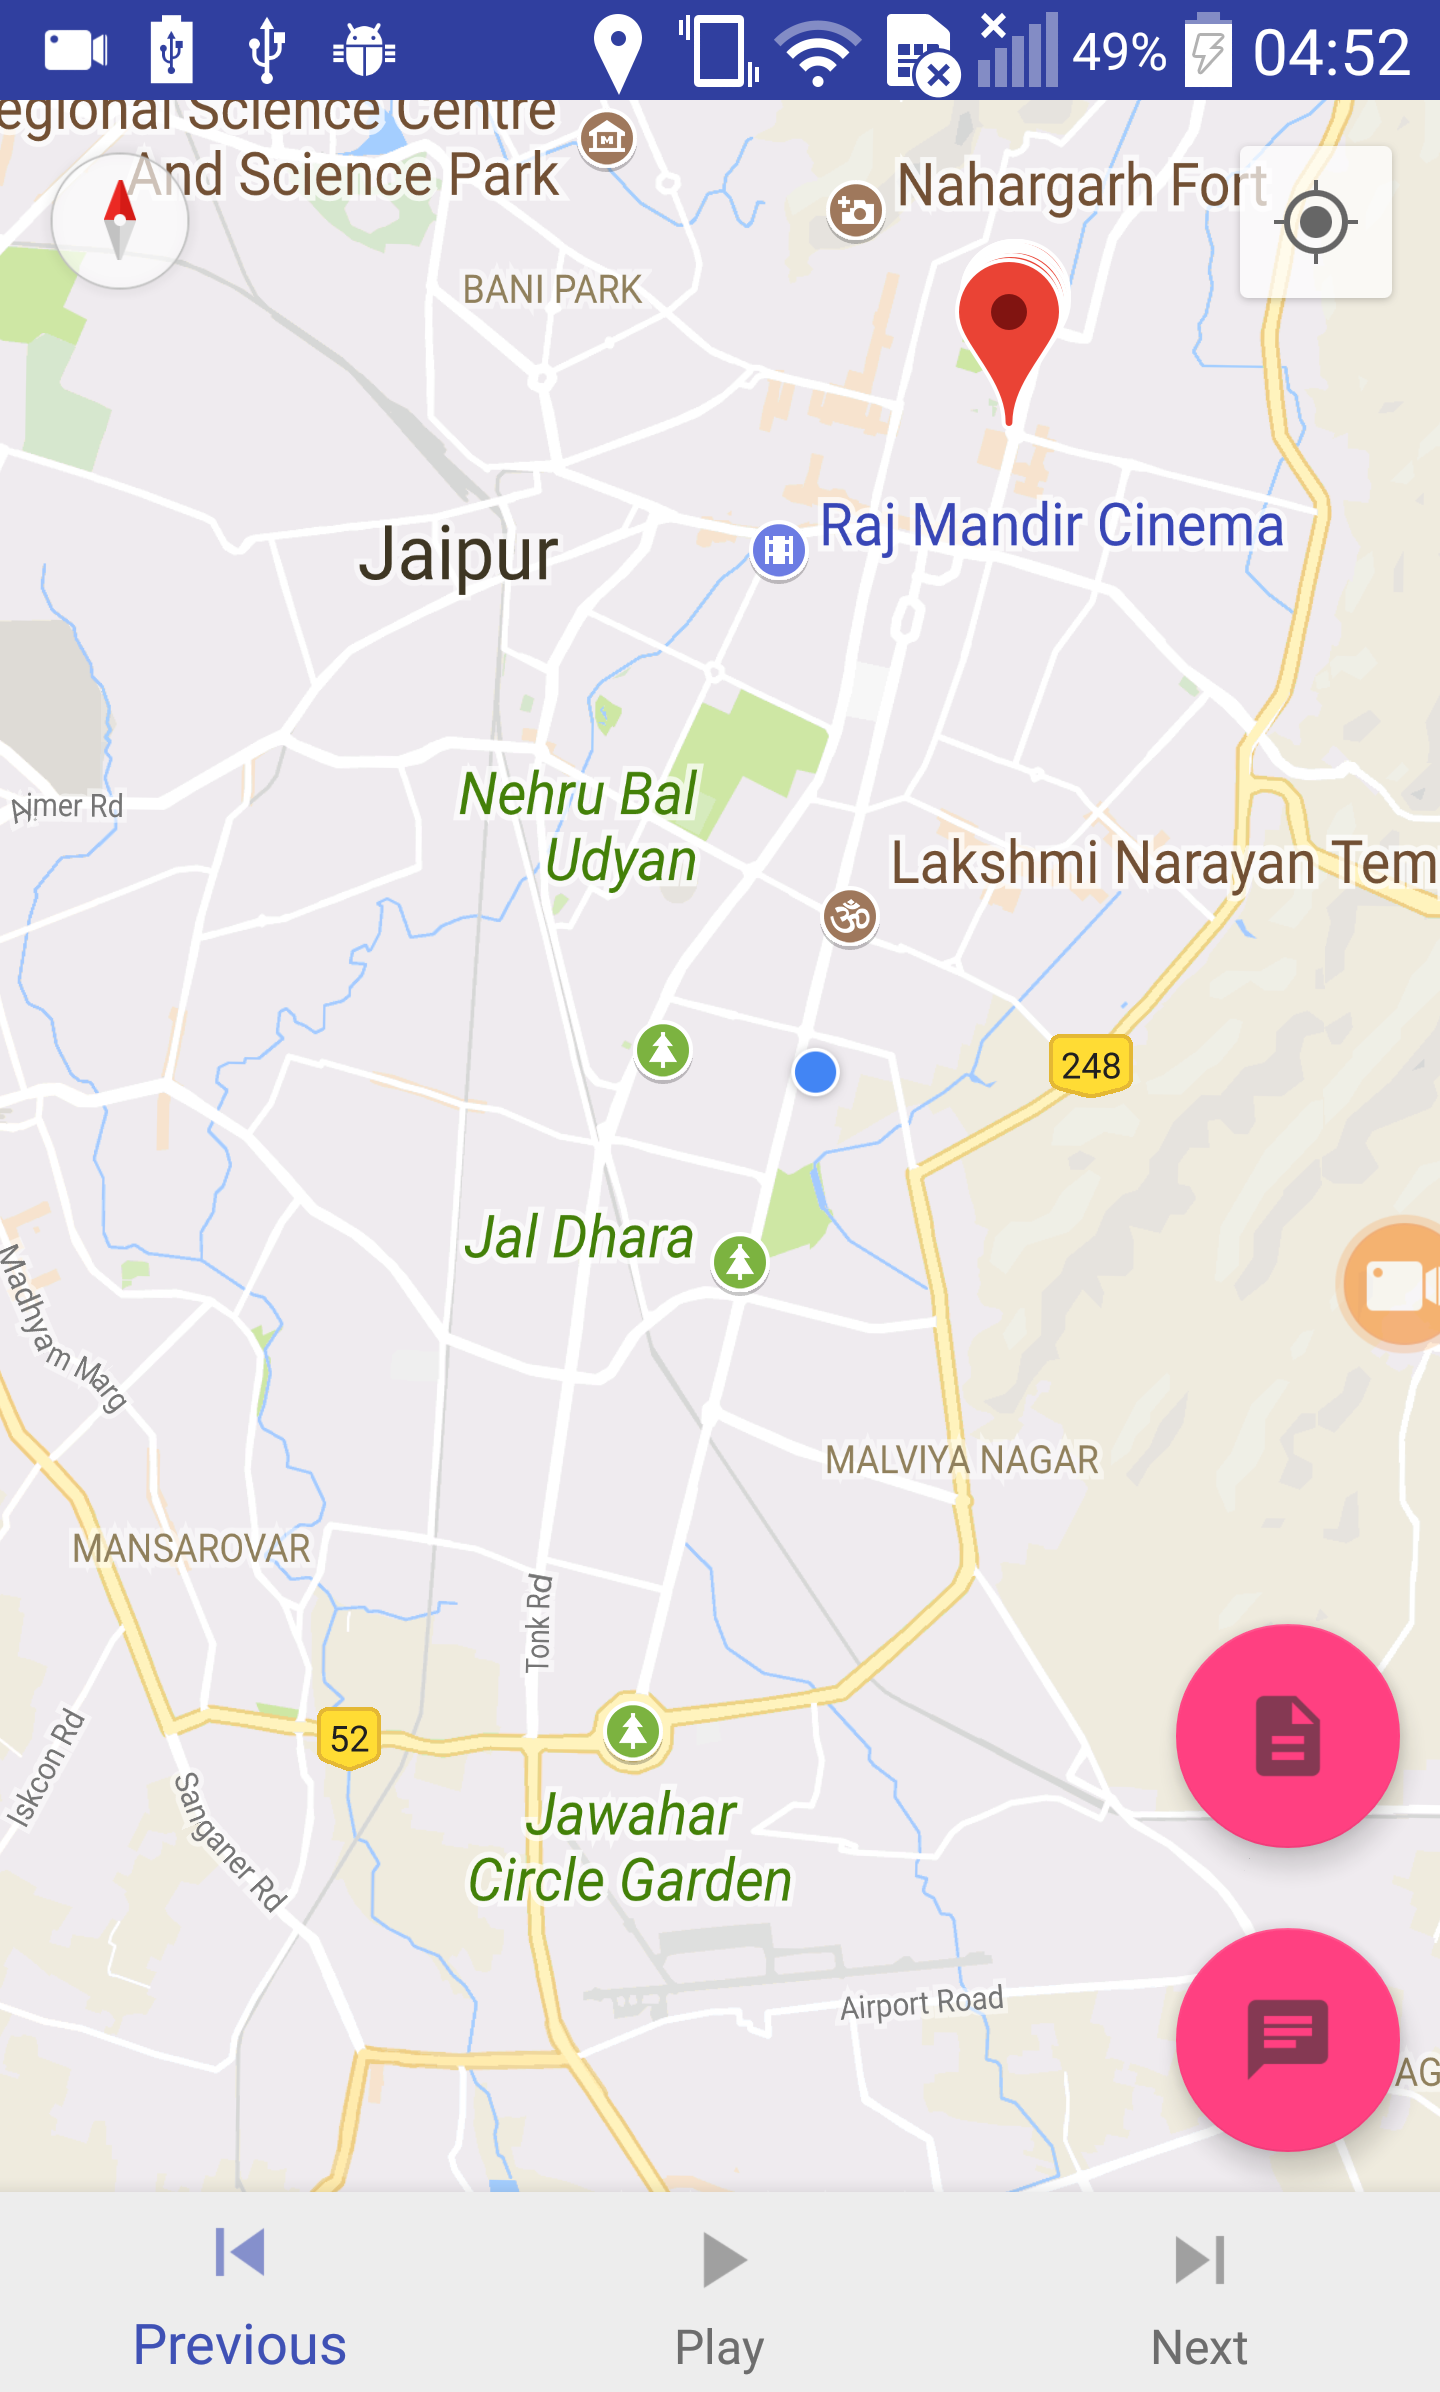 49% 04:52
egional Science Centre
And Science Park
Nahargarh Fort
BANI PARK
Raj Mandir Cinema
Jaipur
Nehru Bal
Udyan
Ajmer Rd
Lakshmi Narayan Tem
248
Jal Dhara
Madhyam Marg
MALVIYA NAGAR
MANSAROVAR
Tonk Rd
52
Iskcon Rd
Sanganer Rd
Jawahar
Circle Garden
Airport Road
AG
Previous
Play
Next